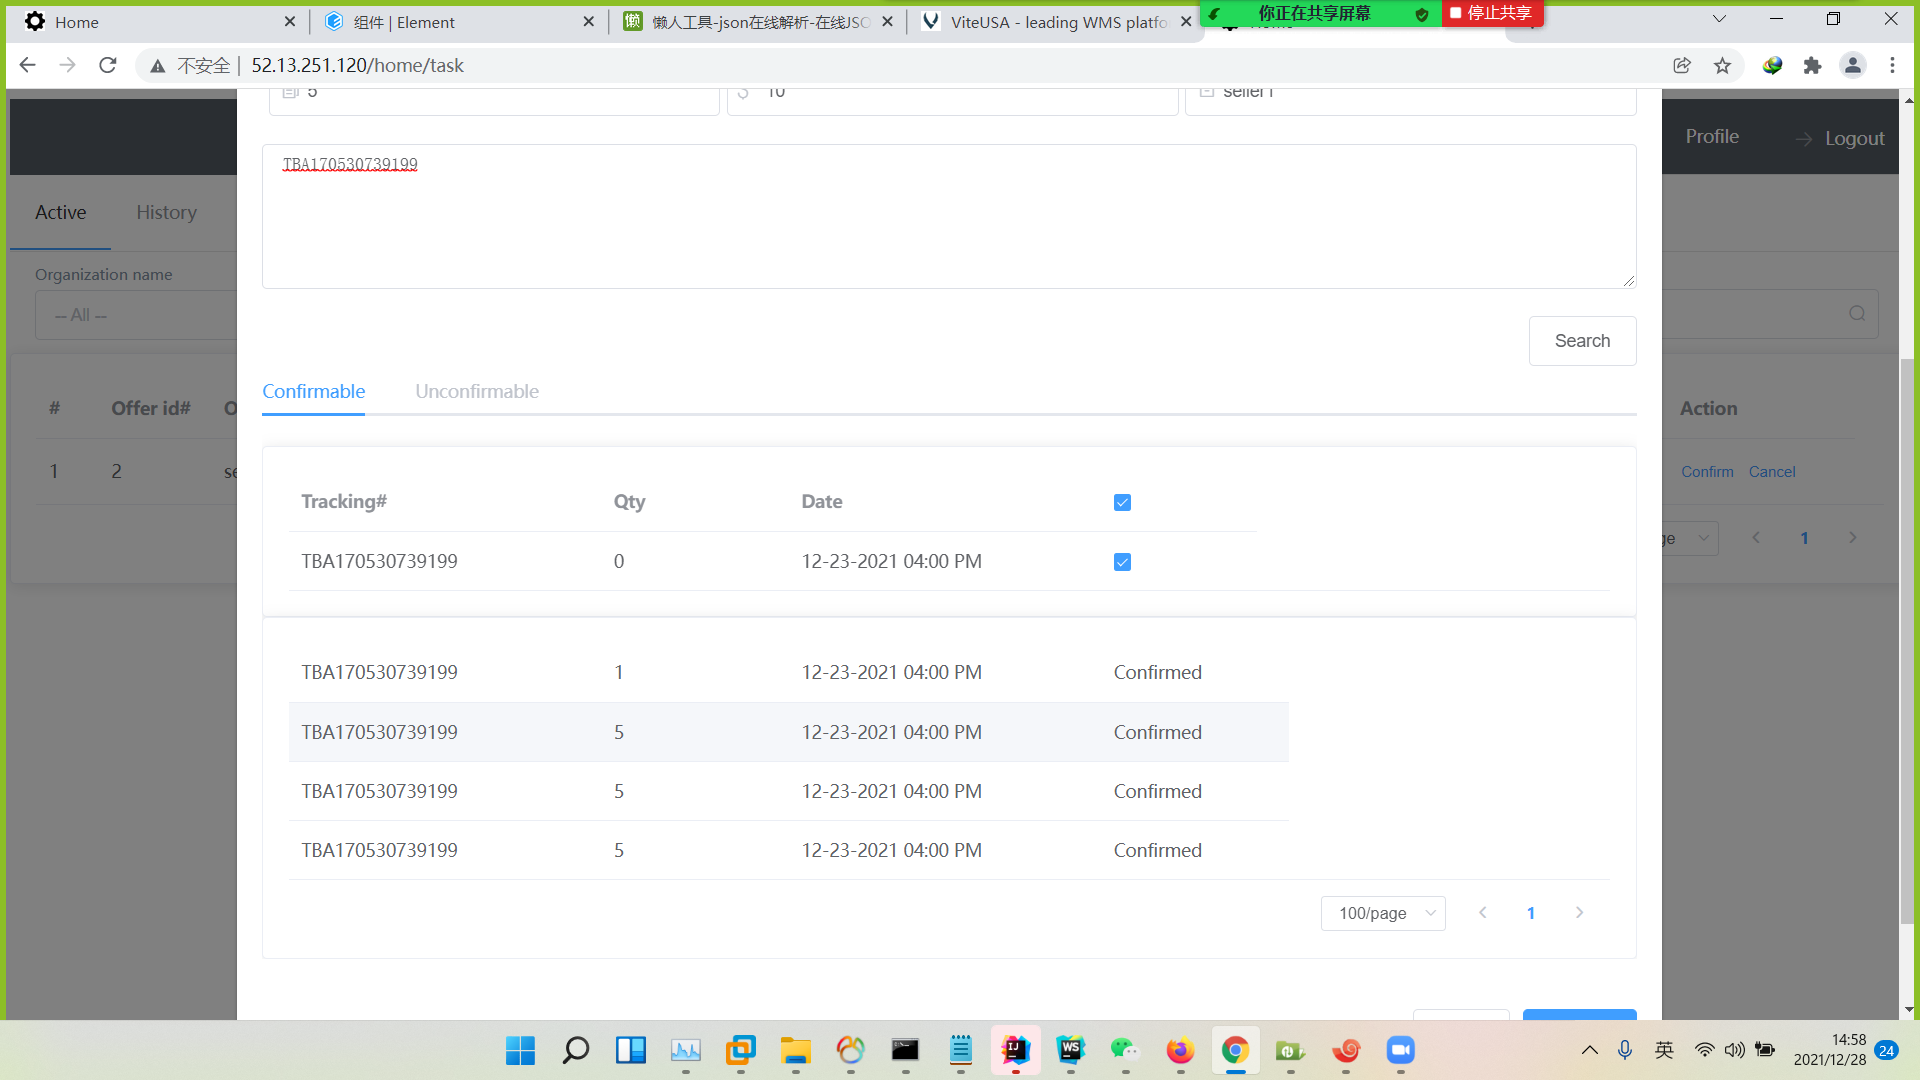 Home
组件 | Element
懒人工具-json在线解析-在线JSO
ViteUSA - leading WMS platfo
你正在共享屏幕
停止共享
不安全
52.13.251.120/home/task
5
10
seller1
Profile
Logout
TBA170530739199
Active
History
Organization name
-- All --
Search
Confirmable
Unconfirmable
#
Offer id#
O
Action
1
2
se
Confirm
Cancel
Tracking#
Qty
Date
TBA170530739199
0
12-23-2021 04:00 PM
ge
1
TBA170530739199
1
12-23-2021 04:00 PM
Confirmed
TBA170530739199
5
12-23-2021 04:00 PM
Confirmed
TBA170530739199
5
12-23-2021 04:00 PM
Confirmed
TBA170530739199
5
12-23-2021 04:00 PM
Confirmed
100/page
1
IJ
WS
英
14:58
2021/12/28
24